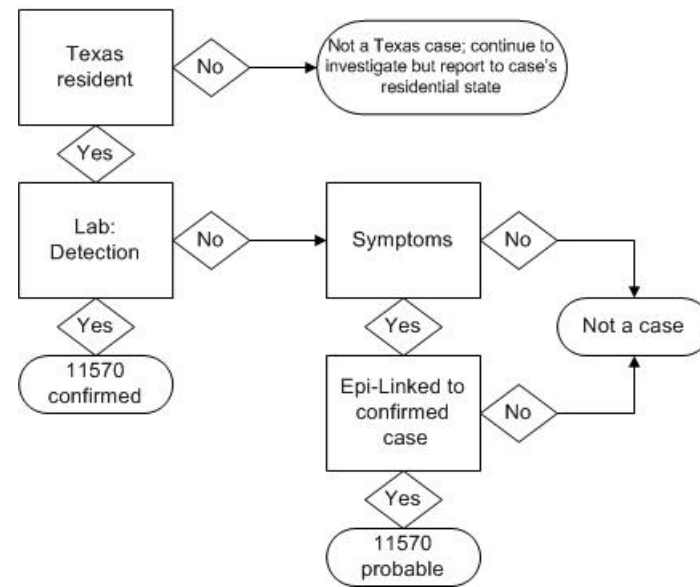 Texas
resident
No
Not a Texas case; continue to
investigate but report to case's
residential state
Yes
Lab:
Detection
No
Symptoms
No
Yes
Yes
Not a case
11570
confirmed
Epi-Linked to
confirmed
case
No
Yes
11570
probable